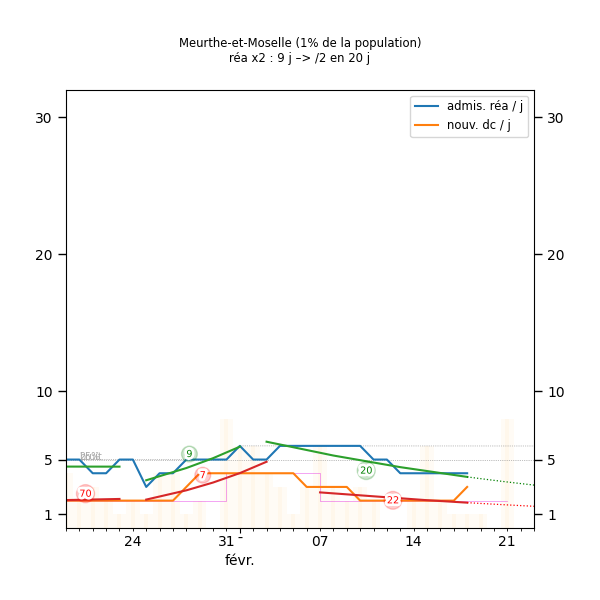 Meurthe-et-Moselle (1% de la population)
réa x2 : 9 j –> /2 en 20 j
admis. réa / j
nouv. dc / j
30 30
20 20
10 10
5 5
1 1
9
7
70
20
22
24 31 07 14 21
févr.